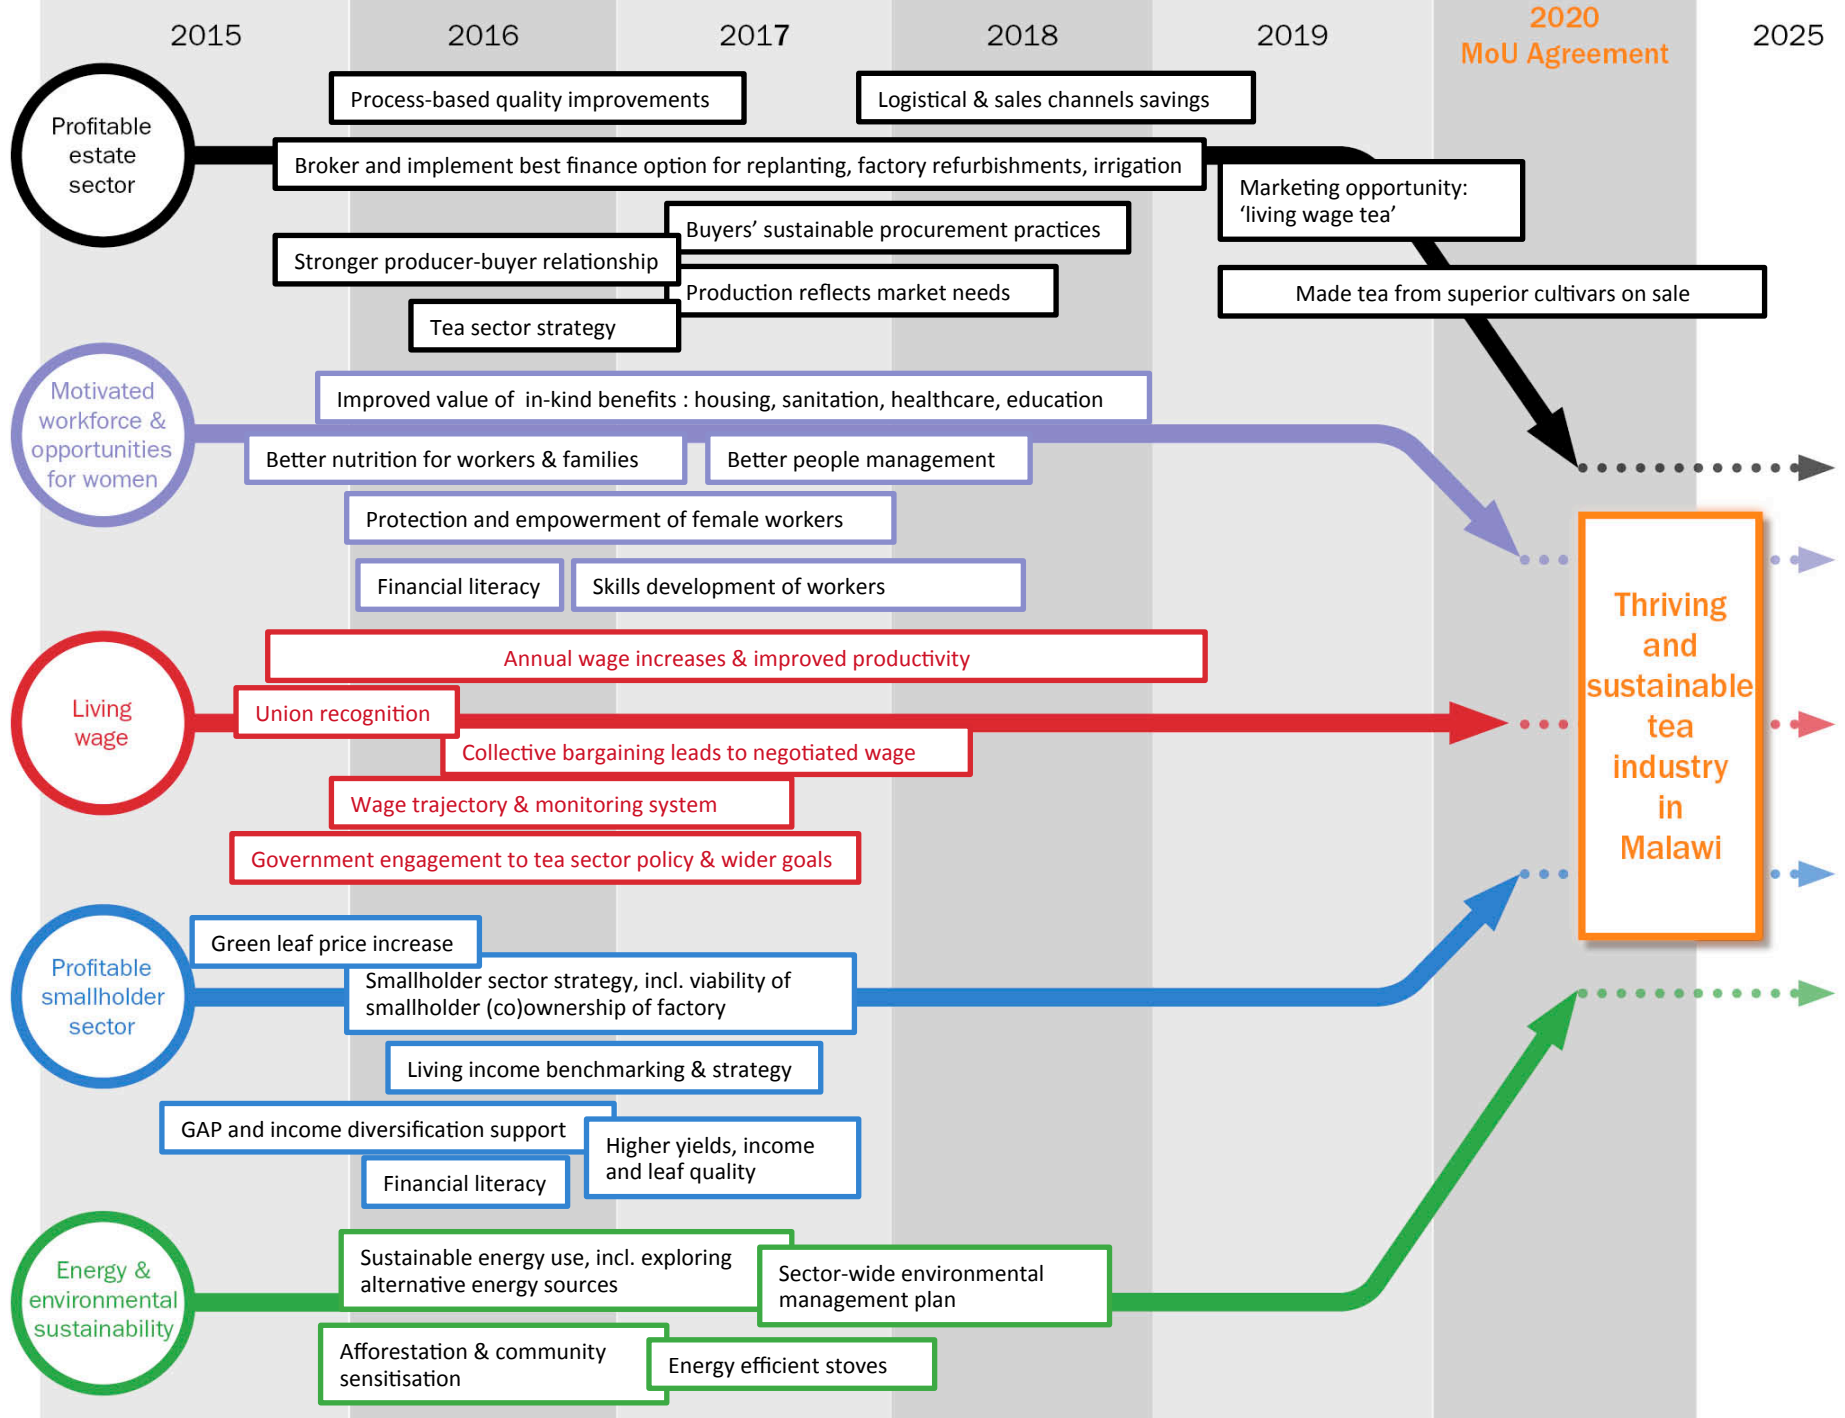 2015
2016
2017
2018
2019
2020
MoU Agreement
2025
Profitable
estate
sector
Process-based quality improvements
Logistical & sales channels savings
Broker and implement best finance option for replanting, factory refurbishments, irrigation
Marketing opportunity:
‘living wage tea’
Buyers’ sustainable procurement practices
Stronger producer-buyer relationship
Production reflects market needs
Made tea from superior cultivars on sale
Tea sector strategy
Motivated
workforce &
opportunities
for women
Improved value of in-kind benefits : housing, sanitation, healthcare, education
Better nutrition for workers & families
Better people management
Protection and empowerment of female workers
Financial literacy
Skills development of workers
Living
wage
Annual wage increases & improved productivity
Union recognition
Collective bargaining leads to negotiated wage
Wage trajectory & monitoring system
Government engagement to tea sector policy & wider goals
Thriving
and
sustainable
tea
industry
in
Malawi
Profitable
smallholder
sector
Green leaf price increase
Smallholder sector strategy, incl. viability of
smallholder (co)ownership of factory
Living income benchmarking & strategy
GAP and income diversification support
Higher yields, income
and leaf quality
Financial literacy
Energy &
environmental
sustainability
Sustainable energy use, incl. exploring
alternative energy sources
Sector-wide environmental
management plan
Afforestation & community
sensitisation
Energy efficient stoves